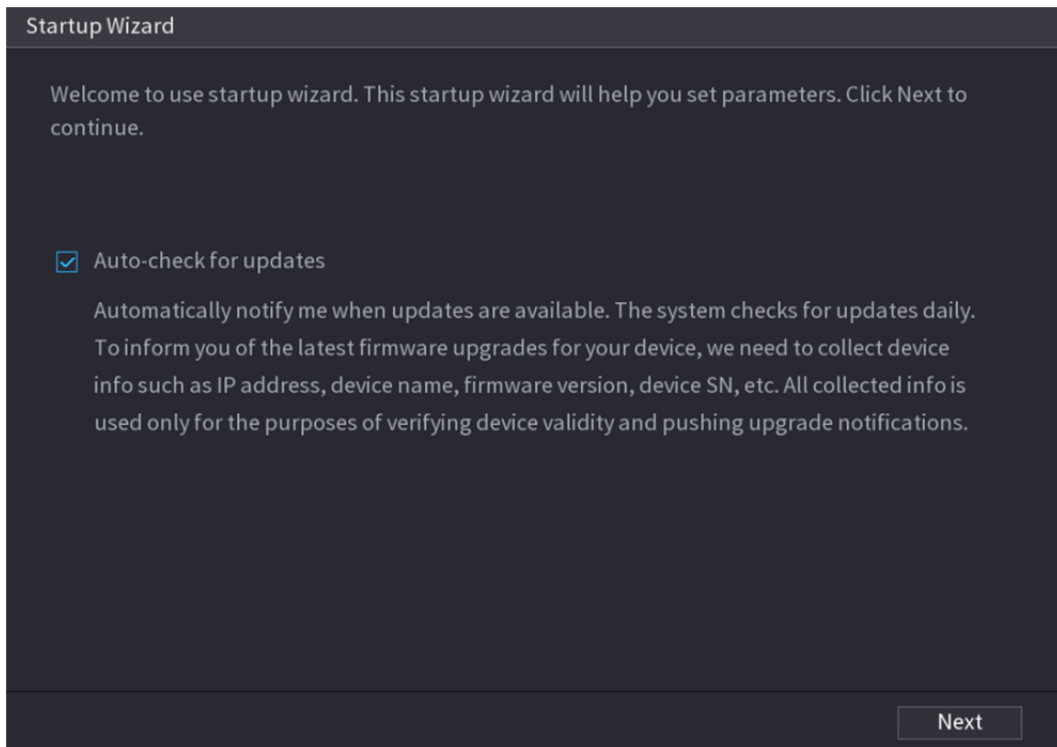 Startup Wizard
Welcome to use startup wizard. This startup wizard will help you set parameters. Click Next to
continue.
Auto-check for updates
Automatically notify me when updates are available. The system checks for updates daily.
To inform you of the latest firmware upgrades for your device, we need to collect device
info such as IP address, device name, firmware version, device SN, etc. All collected info is
used only for the purposes of verifying device validity and pushing upgrade notifications.
Next